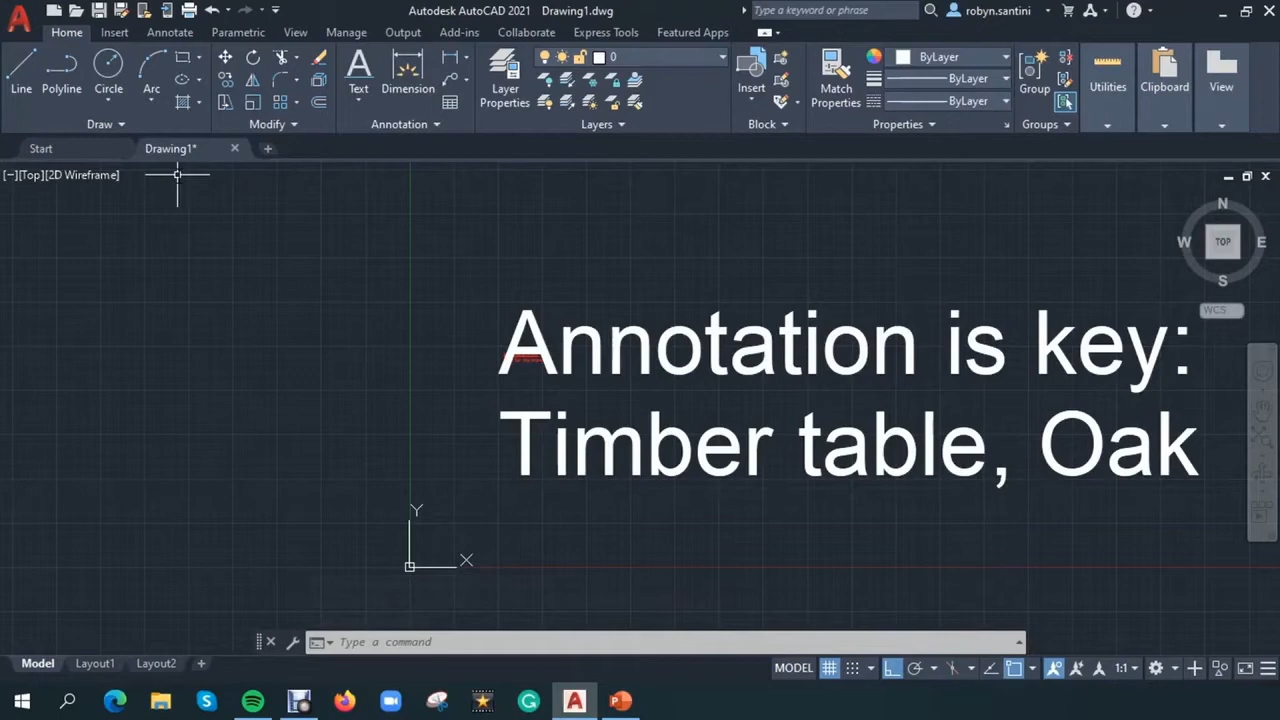 Autodesk AutoCAD 2021 Drawing1.dwg
Type a keyword or phrase
robyn.santini
Home Insert Annotate Parametric View Manage Output Add-ins Collaborate Express Tools Featured Apps
Line Polyline Circle Arc
Text Dimension
Layer Properties
0
Insert
Match Properties
ByLayer
ByLayer
ByLayer
Group
Utilities
Clipboard
View
Draw Modify Annotation Layers Block Properties Groups
Start Drawing1*
[−][Top][2D Wireframe]
N
W TOP E
S
WCS
Annotation is key:
Timber table, Oak
Y
X
Type a command
Model Layout1 Layout2
MODEL 1:1